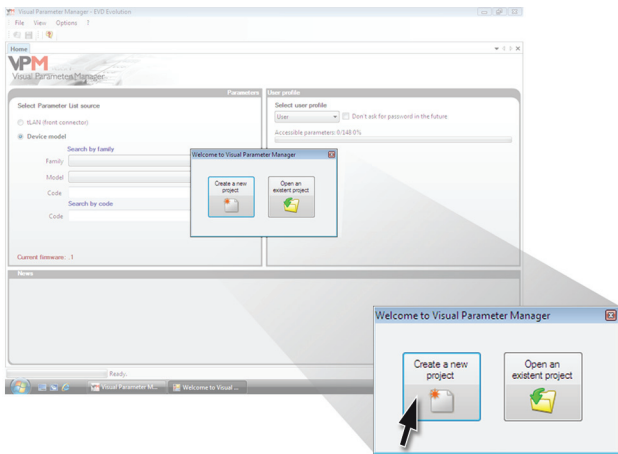 Visual Parameter Manager - EVD Evolution
File View Options ?
Home
VPM
Visual Parameter Manager
Parameters
Select Parameter List source
tLAN (front connector)
Device model
Search by family
Family
Model
Code
Search by code
Code
Current firmware: .1
User profile
Select user profile
User
Don't ask for password in the future
Accessible parameters: 0/148 0%
Welcome to Visual Parameter Manager
Create a new
project
Open an
existent project
News
Ready.
Visual Parameter M...
Welcome to Visual ...
Welcome to Visual Parameter Manager
Create a new
project
Open an
existent project